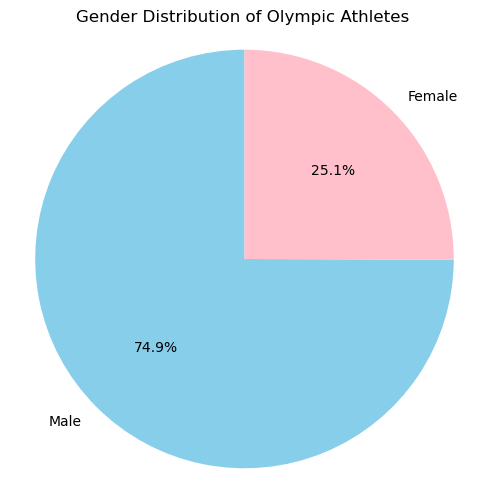 Gender Distribution of Olympic Athletes
Female
25.1%
74.9%
Male